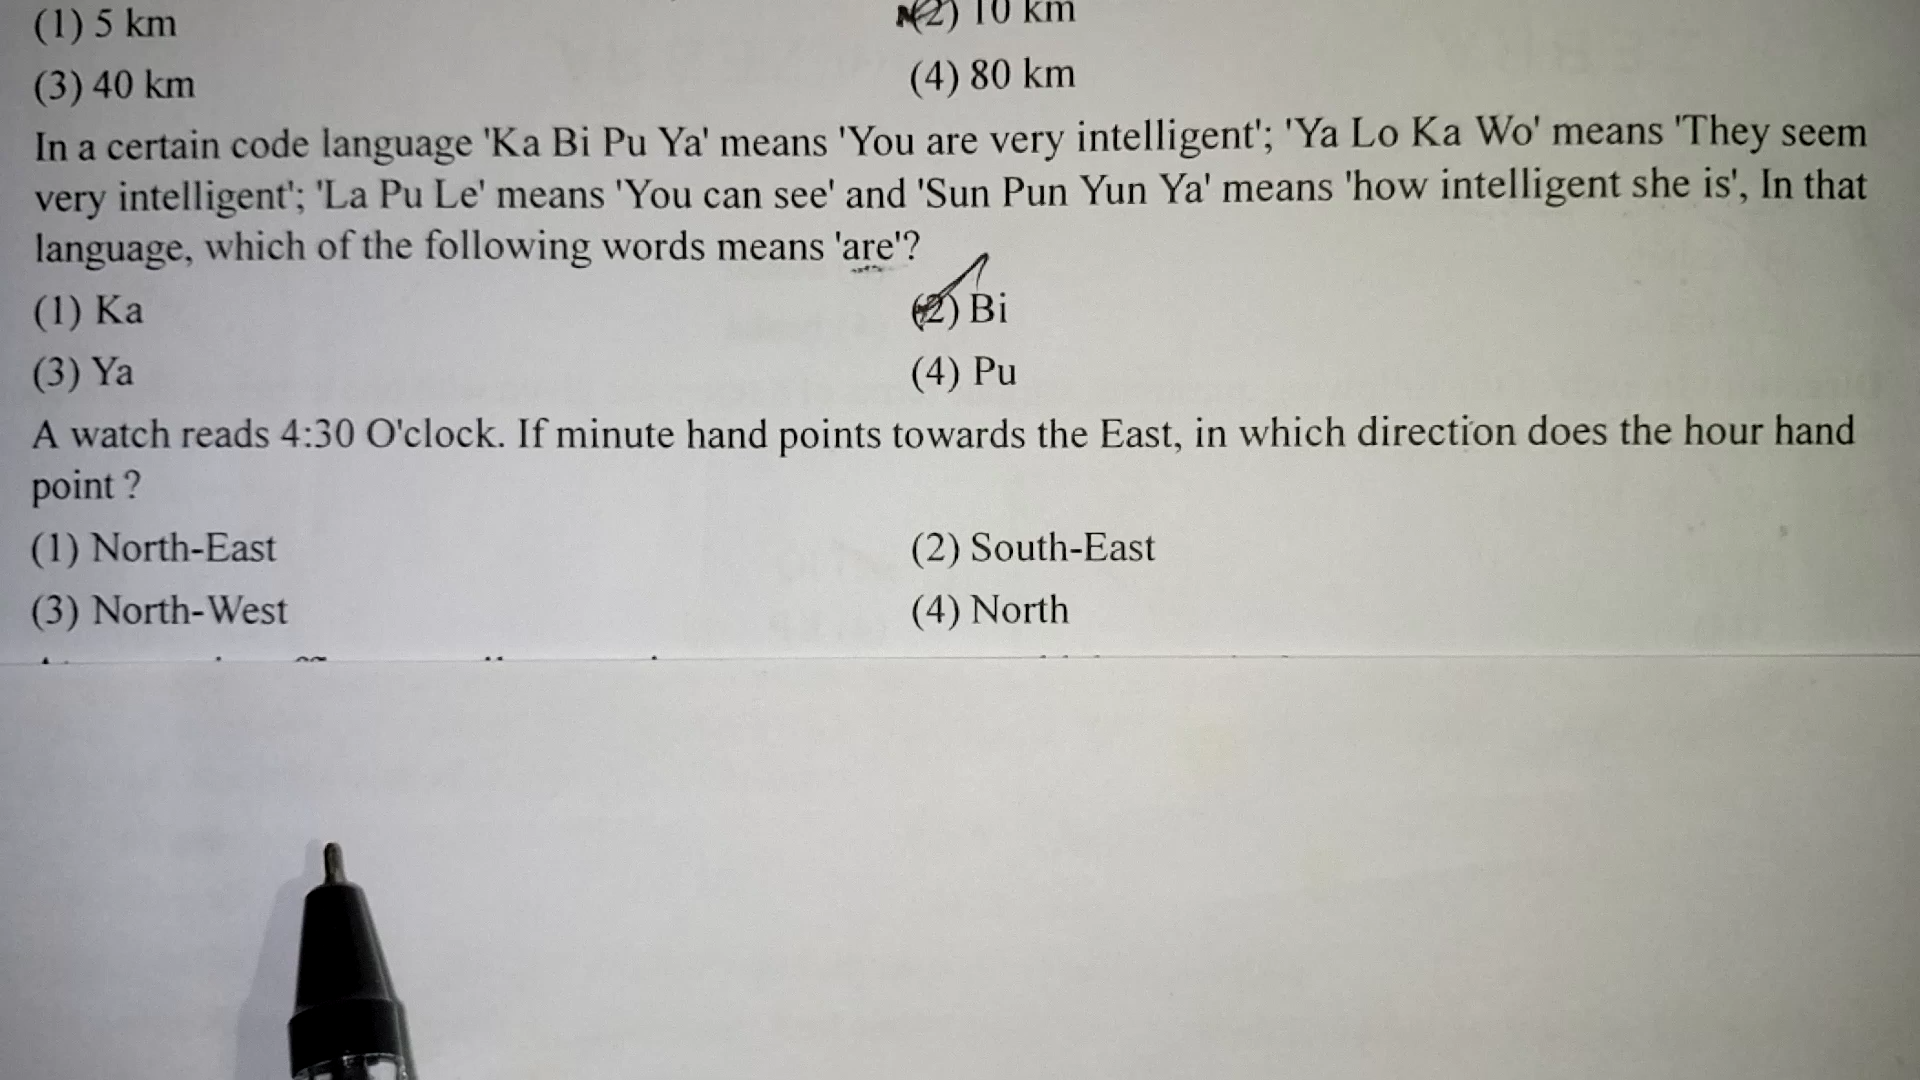 (1) 5 km (2) 10 km
(3) 40 km (4) 80 km
In a certain code language 'Ka Bi Pu Ya' means 'You are very intelligent'; 'Ya Lo Ka Wo' means 'They seem
very intelligent'; 'La Pu Le' means 'You can see' and 'Sun Pun Yun Ya' means 'how intelligent she is', In that
language, which of the following words means 'are'?
(1) Ka (2) Bi
(3) Ya (4) Pu
A watch reads 4:30 O'clock. If minute hand points towards the East, in which direction does the hour hand
point ?
(1) North-East (2) South-East
(3) North-West (4) North